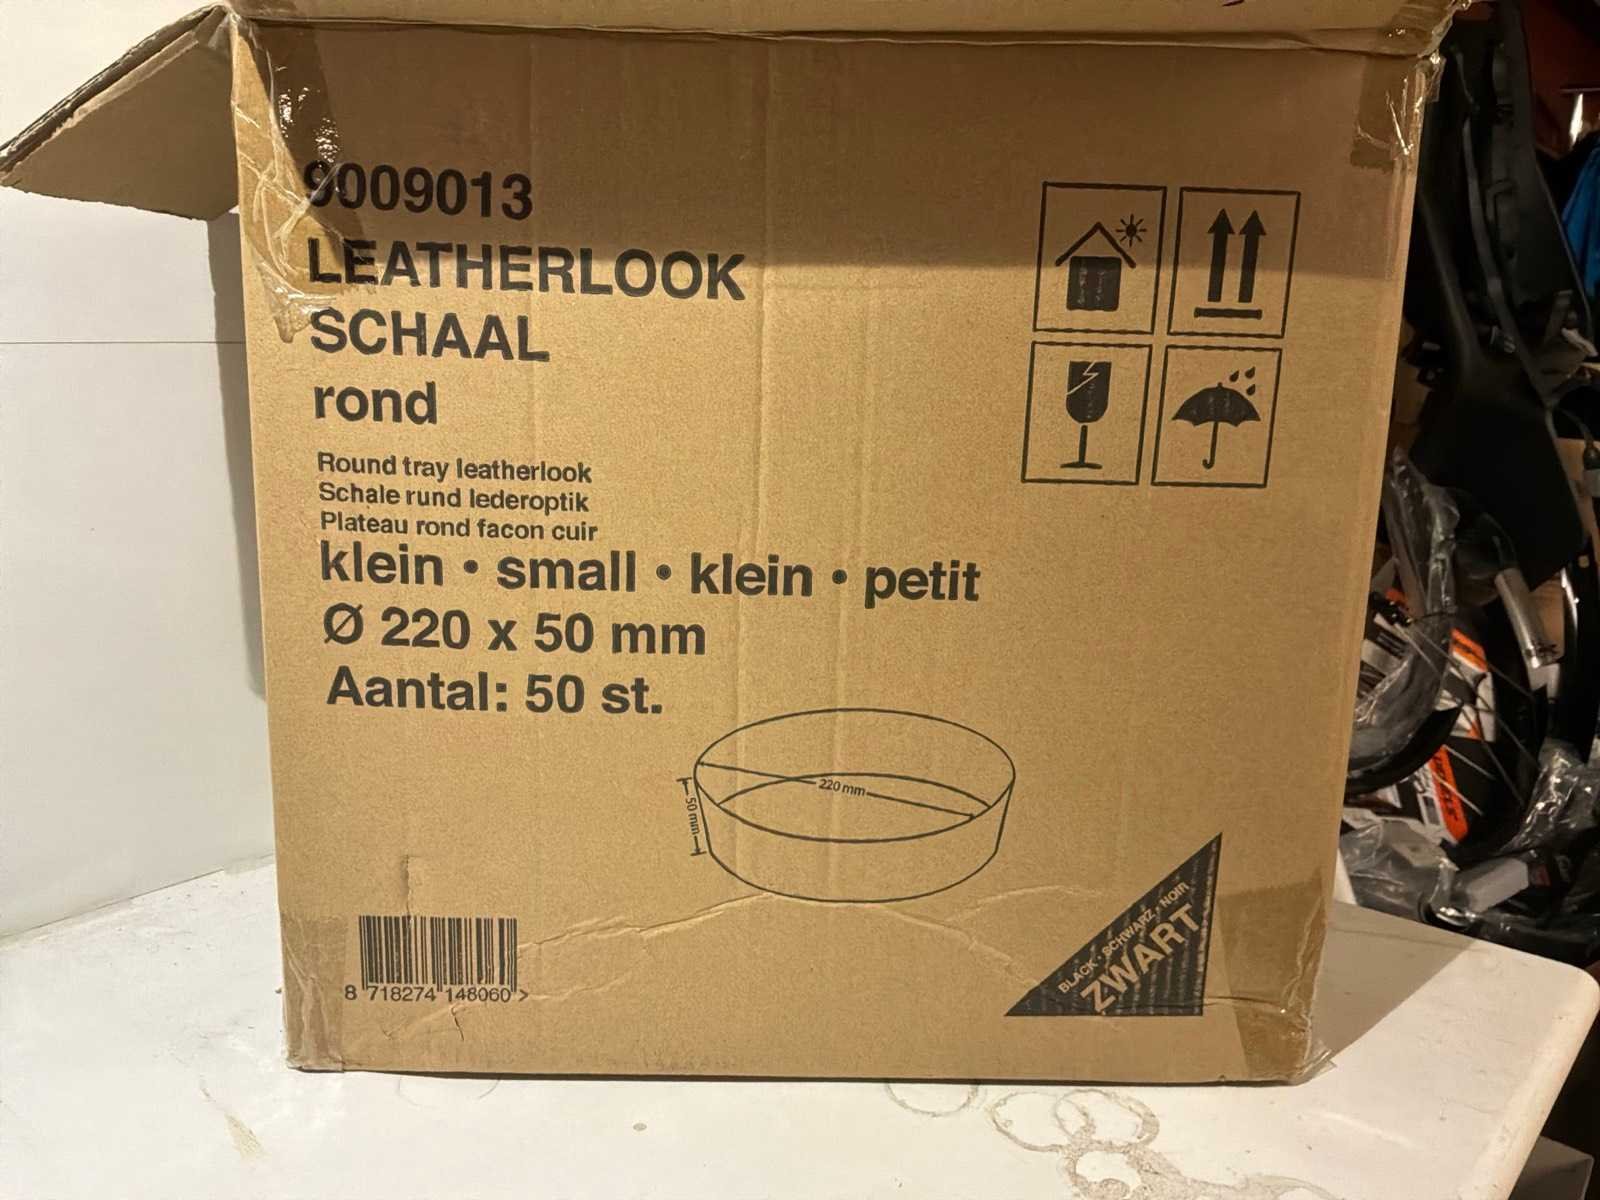 9009013
LEATHERLOOK
SCHAAL
rond
Round tray leatherlook
Schale rund lederoptik
Plateau rond facon cuir
klein • small • klein • petit
Ø 220 x 50 mm
Aantal: 50 st.
220 mm
50 mm
BLACK • SCHWARZ • NOIR
ZWART
8 718274 148060 >